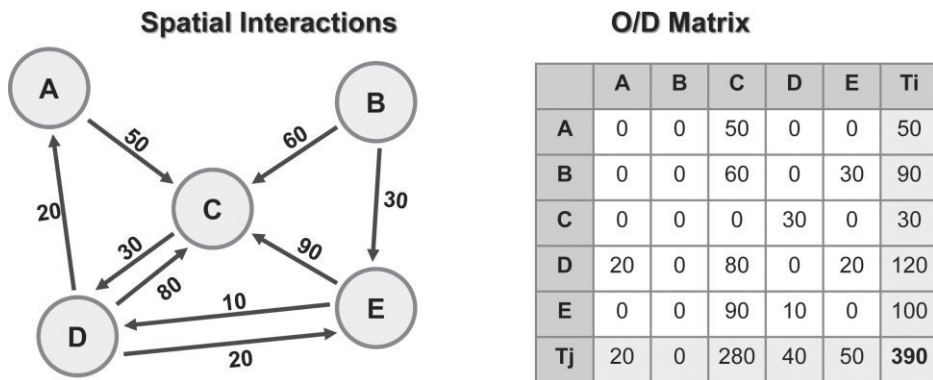 Spatial Interactions
O/D Matrix
A
B
50
60
20
C
30
30
90
80
10
D
E
20
A B C D E Ti
A 0 0 50 0 0 50
B 0 0 60 0 30 90
C 0 0 0 30 0 30
D 20 0 80 0 20 120
E 0 0 90 10 0 100
Tj 20 0 280 40 50 390